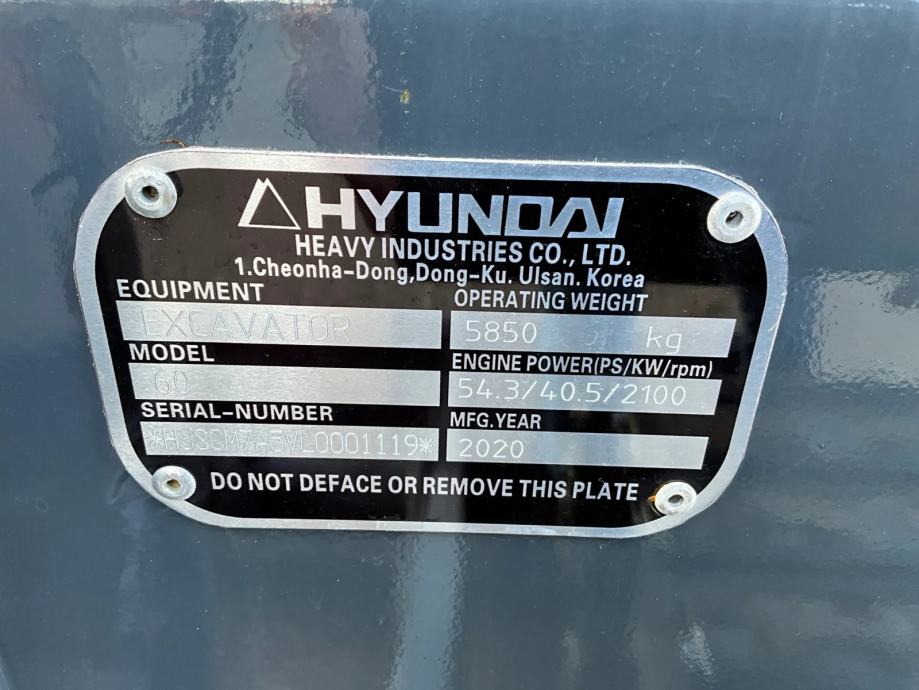 HYUNDAI
HEAVY INDUSTRIES CO., LTD.
1.Cheonha-Dong,Dong-Ku. Ulsan. Korea
EQUIPMENT
EXCAVATOR
OPERATING WEIGHT
5850 kg
MODEL
60
ENGINE POWER(PS/KW/rpm)
54.3/40.5/2100
SERIAL-NUMBER
*HJSCM7A5VL0001119*
MFG.YEAR
2020
DO NOT DEFACE OR REMOVE THIS PLATE